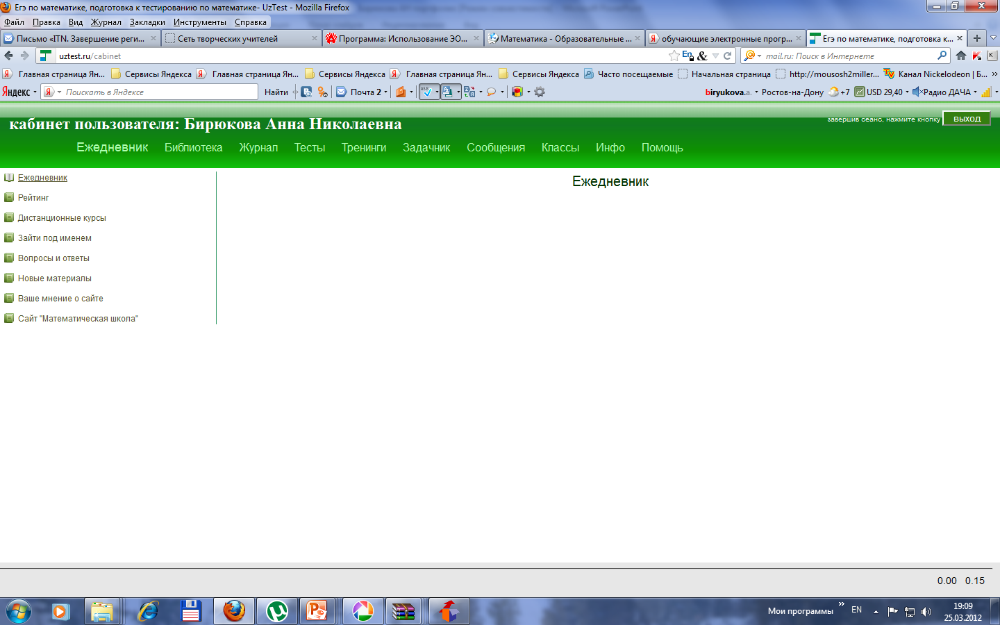 Егэ по математике, подготовка к тестированию по математике- UzTest - Mozilla Firefox
Файл Правка Вид Журнал Закладки Инструменты Справка
Письмо «ITN. Завершение реги... Сеть творческих учителей Программа: Использование ЭО... Математика - Образовательные ... обучающие электронные прогр... Егэ по математике, подготовка к...
uztest.ru/cabinet mail.ru: Поиск в Интернете
Главная страница Ян... Сервисы Яндекса Главная страница Ян... Сервисы Яндекса Главная страница Ян... Сервисы Яндекса Часто посещаемые Начальная страница http://mousosh2miller... Канал Nickelodeon | Б... »
Яндекс Поискать в Яндексе Найти Почта 2 biryukova.a. Ростов-на-Дону +7 USD 29,40 Радио ДАЧА
кабинет пользователя: Бирюкова Анна Николаевна
завершив сеанс, нажмите кнопку выход
Ежедневник Библиотека Журнал Тесты Тренинги Задачник Сообщения Классы Инфо Помощь
Ежедневник
Ежедневник
Рейтинг
Дистанционные курсы
Зайти под именем
Вопросы и ответы
Новые материалы
Ваше мнение о сайте
Сайт "Математическая школа"
0.00 0.15
Мои программы » EN 19:09
25.03.2012